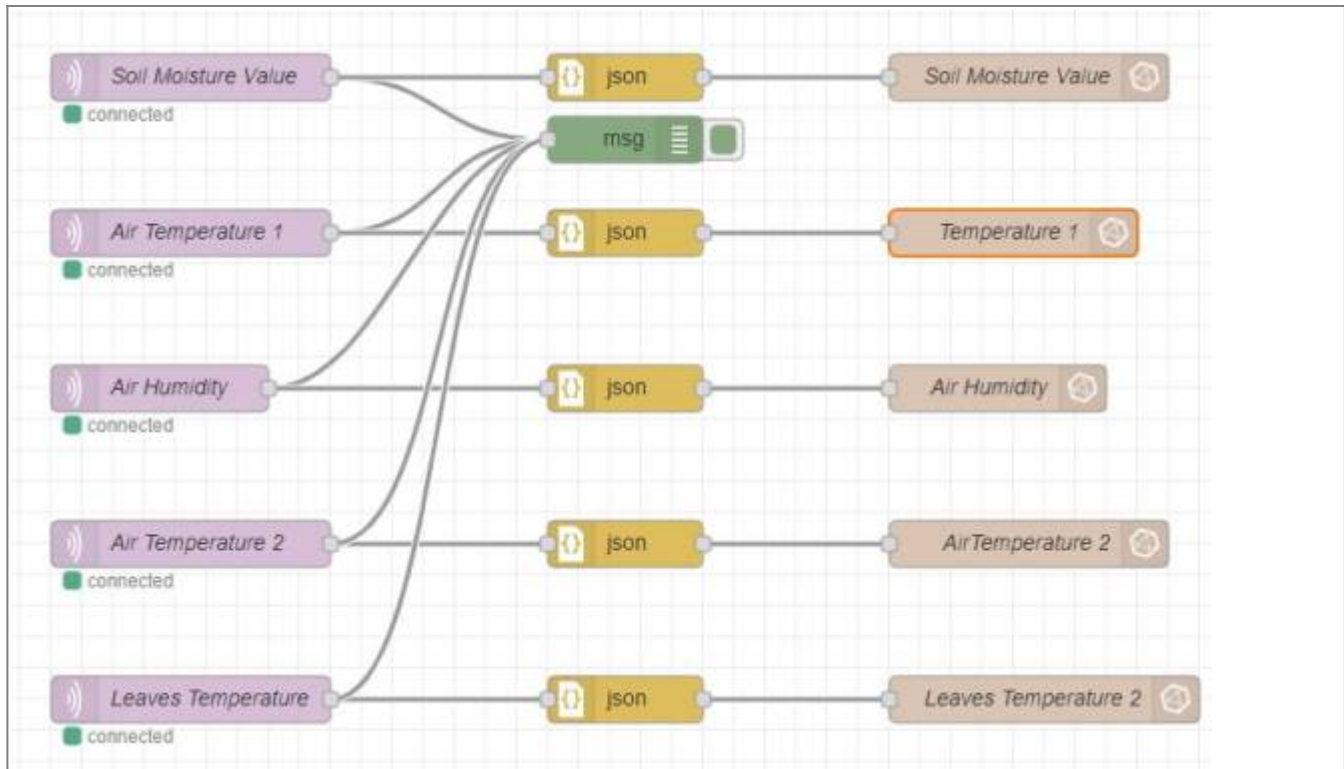 Soil Moisture Value json Soil Moisture Value
connected
msg
Air Temperature 1 json Temperature 1
connected
Air Humidity json Air Humidity
connected
Air Temperature 2 json AirTemperature 2
connected
Leaves Temperature json Leaves Temperature 2
connected